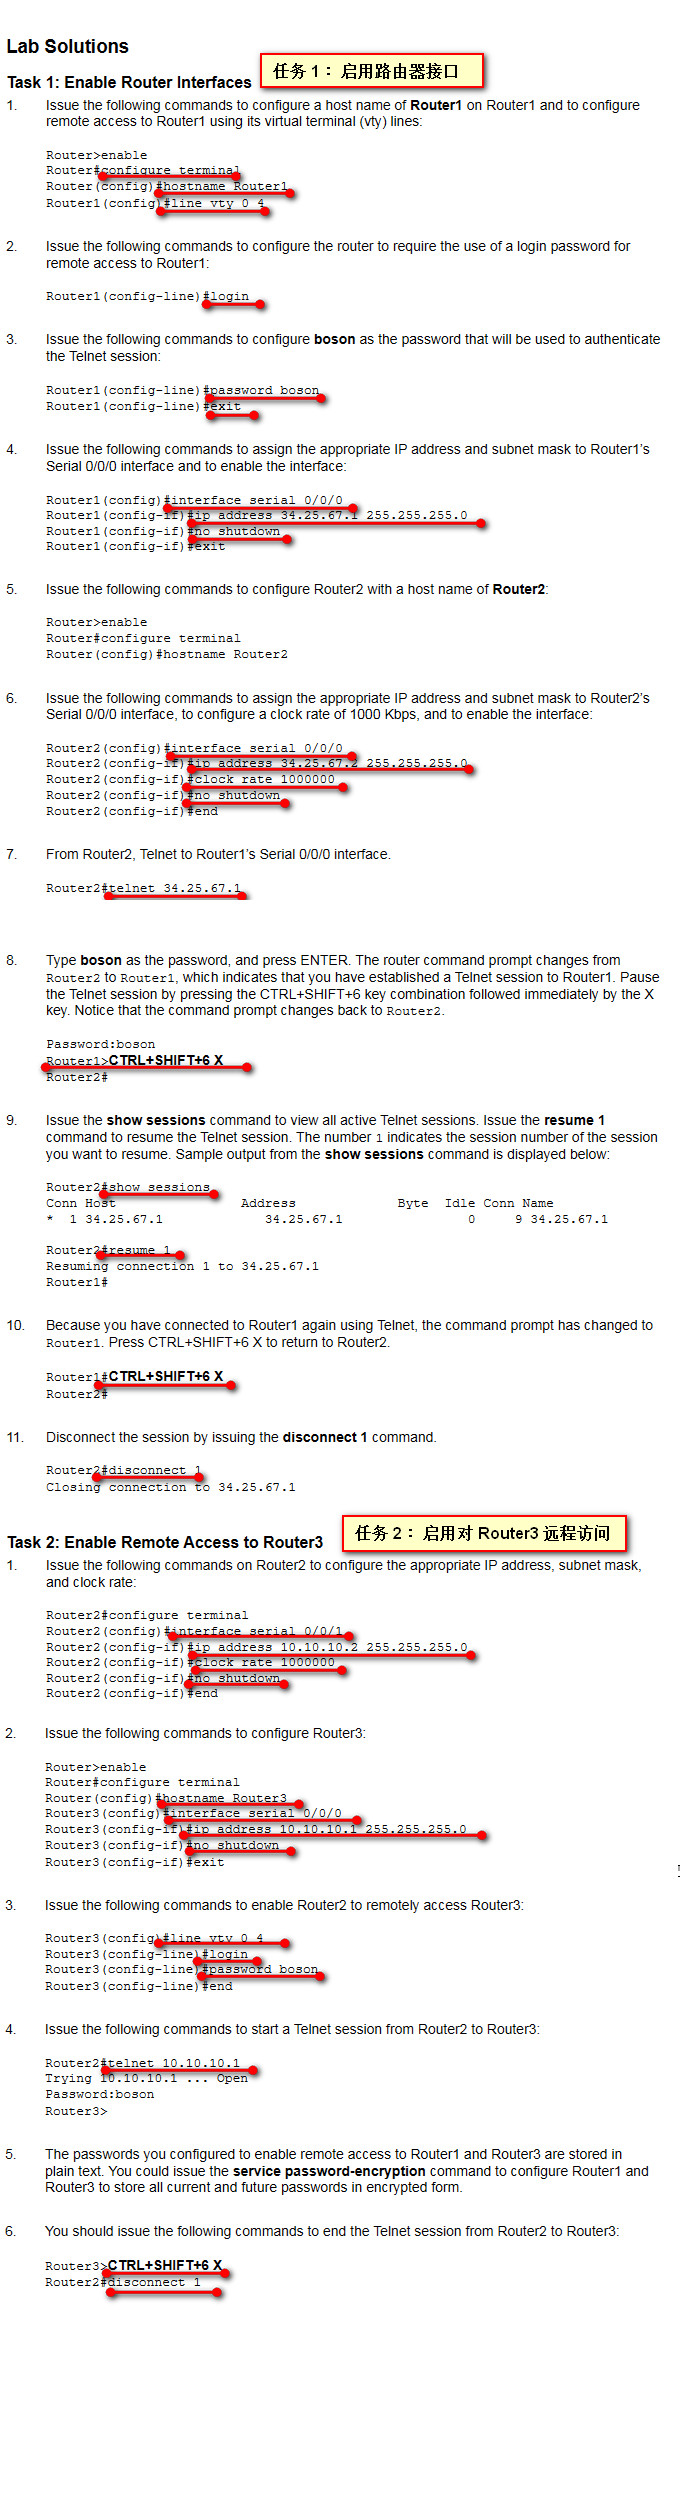 Lab Solutions
Task 1: Enable Router Interfaces
任务 1： 启用路由器接口
1. Issue the following commands to configure a host name of Router1 on Router1 and to configure
remote access to Router1 using its virtual terminal (vty) lines:
Router>enable
Router#configure terminal
Router(config)#hostname Router1
Router1(config)#line vty 0 4
2. Issue the following commands to configure the router to require the use of a login password for
remote access to Router1:
Router1(config-line)#login
3. Issue the following commands to configure boson as the password that will be used to authenticate
the Telnet session:
Router1(config-line)#password boson
Router1(config-line)#exit
4. Issue the following commands to assign the appropriate IP address and subnet mask to Router1's
Serial 0/0/0 interface and to enable the interface:
Router1(config)#interface serial 0/0/0
Router1(config-if)#ip address 34.25.67.1 255.255.255.0
Router1(config-if)#no shutdown
Router1(config-if)#exit
5. Issue the following commands to configure Router2 with a host name of Router2:
Router>enable
Router#configure terminal
Router(config)#hostname Router2
6. Issue the following commands to assign the appropriate IP address and subnet mask to Router2's
Serial 0/0/0 interface, to configure a clock rate of 1000 Kbps, and to enable the interface:
Router2(config)#interface serial 0/0/0
Router2(config-if)#ip address 34.25.67.2 255.255.255.0
Router2(config-if)#clock rate 1000000
Router2(config-if)#no shutdown
Router2(config-if)#end
7. From Router2, Telnet to Router1's Serial 0/0/0 interface.
Router2#telnet 34.25.67.1
8. Type boson as the password, and press ENTER. The router command prompt changes from
Router2 to Router1, which indicates that you have established a Telnet session to Router1. Pause
the Telnet session by pressing the CTRL+SHIFT+6 key combination followed immediately by the X
key. Notice that the command prompt changes back to Router2.
Password:boson
Router1>CTRL+SHIFT+6 X
Router2#
9. Issue the show sessions command to view all active Telnet sessions. Issue the resume 1
command to resume the Telnet session. The number 1 indicates the session number of the session
you want to resume. Sample output from the show sessions command is displayed below:
Router2#show sessions
Conn Host Address Byte Idle Conn Name
* 1 34.25.67.1 34.25.67.1 0 9 34.25.67.1
Router2#resume 1
Resuming connection 1 to 34.25.67.1
Router1#
10. Because you have connected to Router1 again using Telnet, the command prompt has changed to
Router1. Press CTRL+SHIFT+6 X to return to Router2.
Router1#CTRL+SHIFT+6 X
Router2#
11. Disconnect the session by issuing the disconnect 1 command.
Router2#disconnect 1
Closing connection to 34.25.67.1
Task 2: Enable Remote Access to Router3
任务 2： 启用对 Router3 远程访问
1. Issue the following commands on Router2 to configure the appropriate IP address, subnet mask,
and clock rate:
Router2#configure terminal
Router2(config)#interface serial 0/0/1
Router2(config-if)#ip address 10.10.10.2 255.255.255.0
Router2(config-if)#clock rate 1000000
Router2(config-if)#no shutdown
Router2(config-if)#end
2. Issue the following commands to configure Router3:
Router>enable
Router#configure terminal
Router(config)#hostname Router3
Router3(config)#interface serial 0/0/0
Router3(config-if)#ip address 10.10.10.1 255.255.255.0
Router3(config-if)#no shutdown
Router3(config-if)#exit
3. Issue the following commands to enable Router2 to remotely access Router3:
Router3(config)#line vty 0 4
Router3(config-line)#login
Router3(config-line)#password boson
Router3(config-line)#end
4. Issue the following commands to start a Telnet session from Router2 to Router3:
Router2#telnet 10.10.10.1
Trying 10.10.10.1 ... Open
Password:boson
Router3>
5. The passwords you configured to enable remote access to Router1 and Router3 are stored in
plain text. You could issue the service password-encryption command to configure Router1 and
Router3 to store all current and future passwords in encrypted form.
6. You should issue the following commands to end the Telnet session from Router2 to Router3:
Router3>CTRL+SHIFT+6 X
Router2#disconnect 1